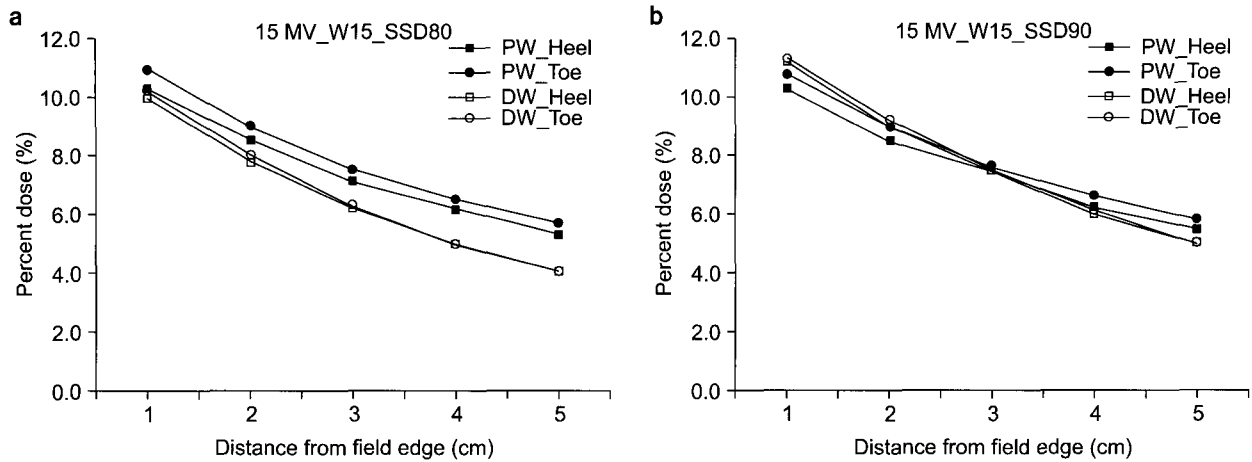 a
15 MV_W15_SSD80
PW_Heel
PW_Toe
DW_Heel
DW_Toe
12.0
10.0
8.0
6.0
4.0
2.0
0.0
Percent dose (%)
1 2 3 4 5
Distance from field edge (cm)
b
15 MV_W15_SSD90
PW_Heel
PW_Toe
DW_Heel
DW_Toe
12.0
10.0
8.0
6.0
4.0
2.0
0.0
Percent dose (%)
1 2 3 4 5
Distance from field edge (cm)